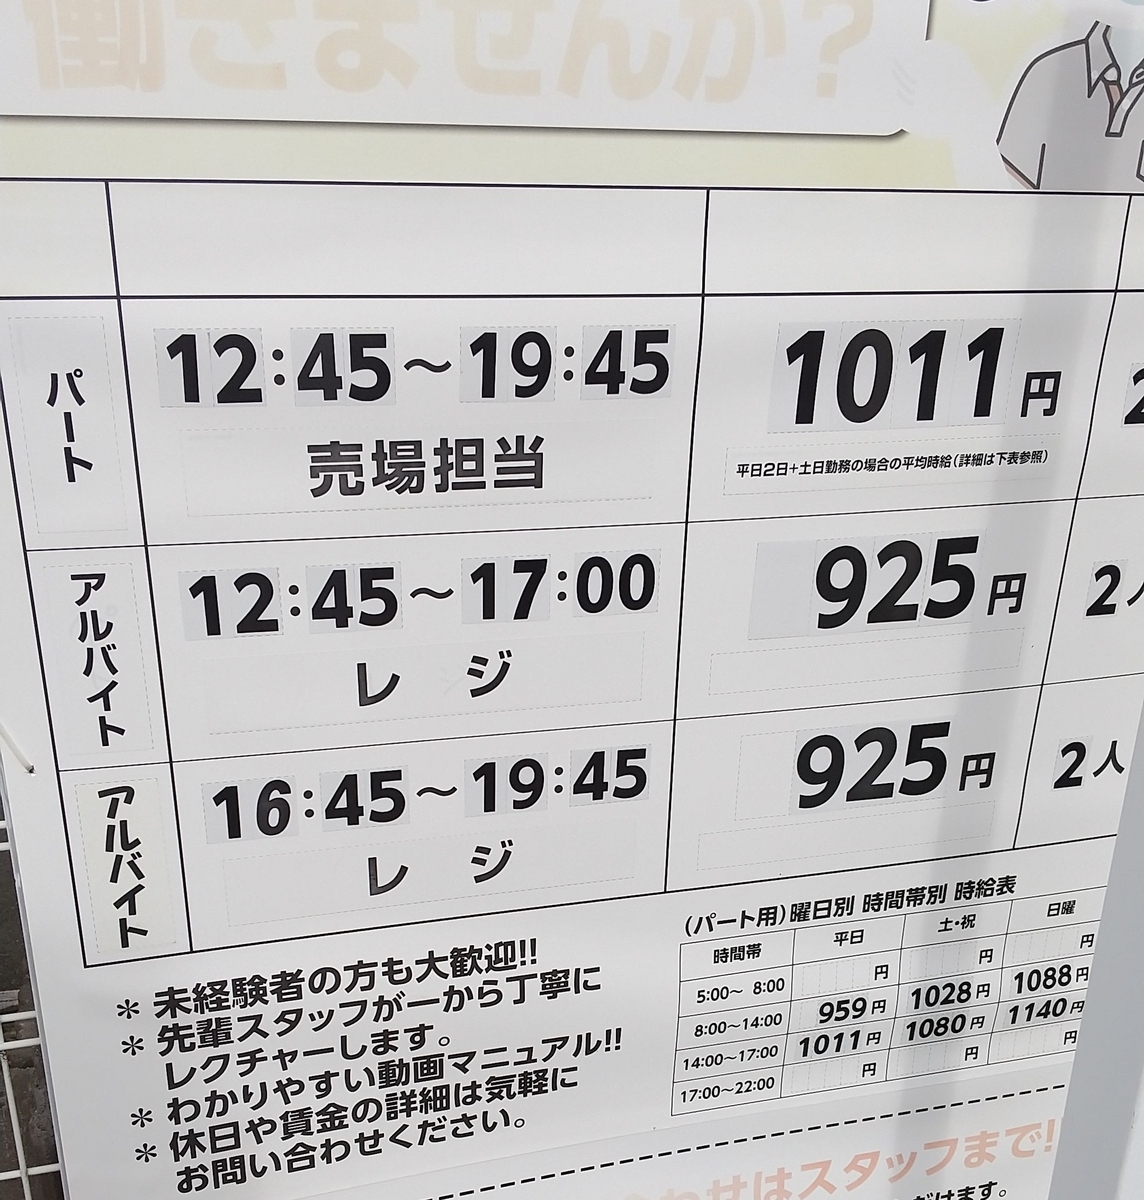 働きませんか?
パート
12:45～19:45
売場担当
1011円
平日2日+土日勤務の場合の平均時給(詳細は下表参照)
2
アルバイト
12:45～17:00
レジ
925円
2人
アルバイト
16:45～19:45
レジ
925円
2人
(パート用)曜日別 時間帯別 時給表
時間帯 平日 土・祝 日曜
5:00～ 8:00 円 円 円
8:00～14:00 959円 1028円 1088円
14:00～17:00 1011円 1080円 1140円
17:00～22:00 円 円 円
＊未経験者の方も大歓迎!!
＊先輩スタッフが一から丁寧に
レクチャーします。
＊わかりやすい動画マニュアル!!
＊休日や賃金の詳細は気軽に
お問い合わせください。
わせはスタッフまで!
だけます。